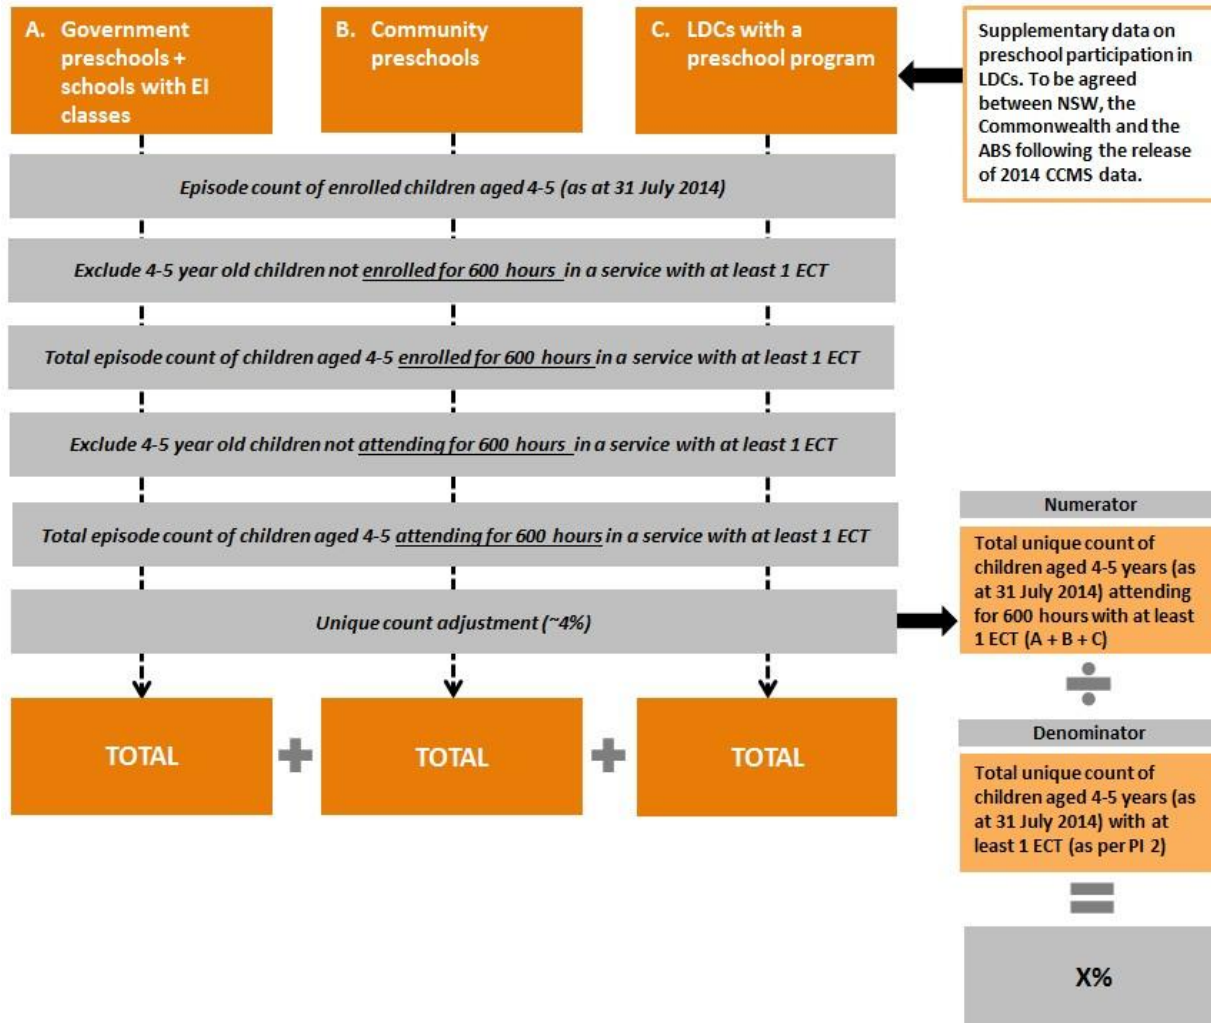 A. Government
preschools +
schools with EI
classes
B. Community
preschools
C. LDCs with a
preschool program
Supplementary data on
preschool participation in
LDCs. To be agreed
between NSW, the
Commonwealth and the
ABS following the release
of 2014 CCMS data.
Episode count of enrolled children aged 4-5 (as at 31 July 2014)
Exclude 4-5 year old children not enrolled for 600 hours in a service with at least 1 ECT
Total episode count of children aged 4-5 enrolled for 600 hours in a service with at least 1 ECT
Exclude 4-5 year old children not attending for 600 hours in a service with at least 1 ECT
Total episode count of children aged 4-5 attending for 600 hours in a service with at least 1 ECT
Unique count adjustment (~4%)
TOTAL
+
TOTAL
+
TOTAL
Numerator
Total unique count of
children aged 4-5 years (as
at 31 July 2014) attending
for 600 hours with at least
1 ECT (A + B + C)
÷
Denominator
Total unique count of
children aged 4-5 years (as
at 31 July 2014) with at
least 1 ECT (as per PI 2)
=
X%